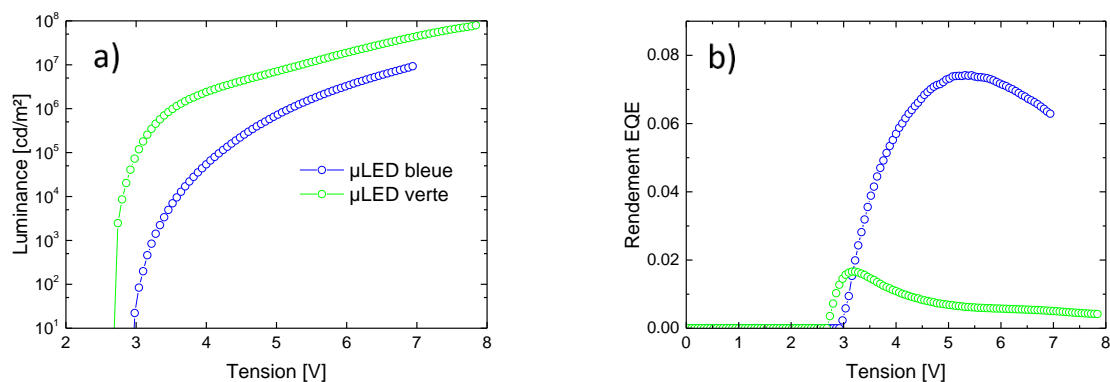 a)
10⁸
10⁷
10⁶
10⁵
10⁴
10³
10²
10¹
Luminance [cd/m²]
µLED bleue
µLED verte
2 3 4 5 6 7 8
Tension [V]
b)
0.08
0.06
0.04
0.02
0.00
Rendement EQE
0 1 2 3 4 5 6 7 8
Tension [V]